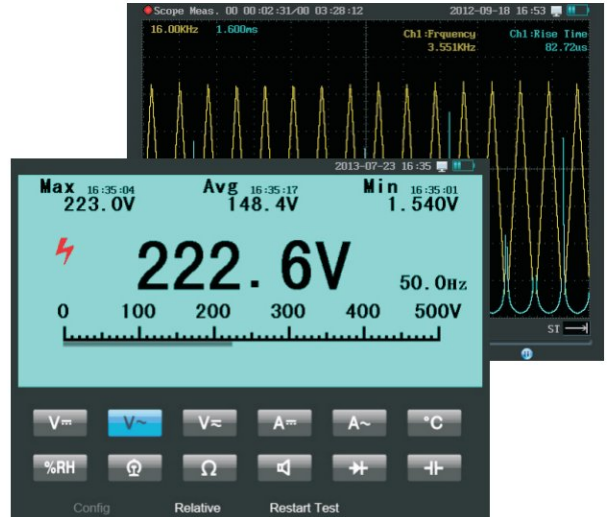 Scope Meas. 00 00:02:31/00 03:28:12 2012-09-18 16:53
16.00KHz 1.600ms Ch1:Frquency Ch1:Rise Time
3.551KHz 82.72us
2013-07-23 16:35
Max 16:35:04 Avg 16:35:17 Min 16:35:01
223.0V 148.4V 1.540V
222.6V 50.0Hz
0 100 200 300 400 500V
ST
V⎓ V~ V≂ A⎓ A~ °C
%RH Ω
Config Relative Restart Test